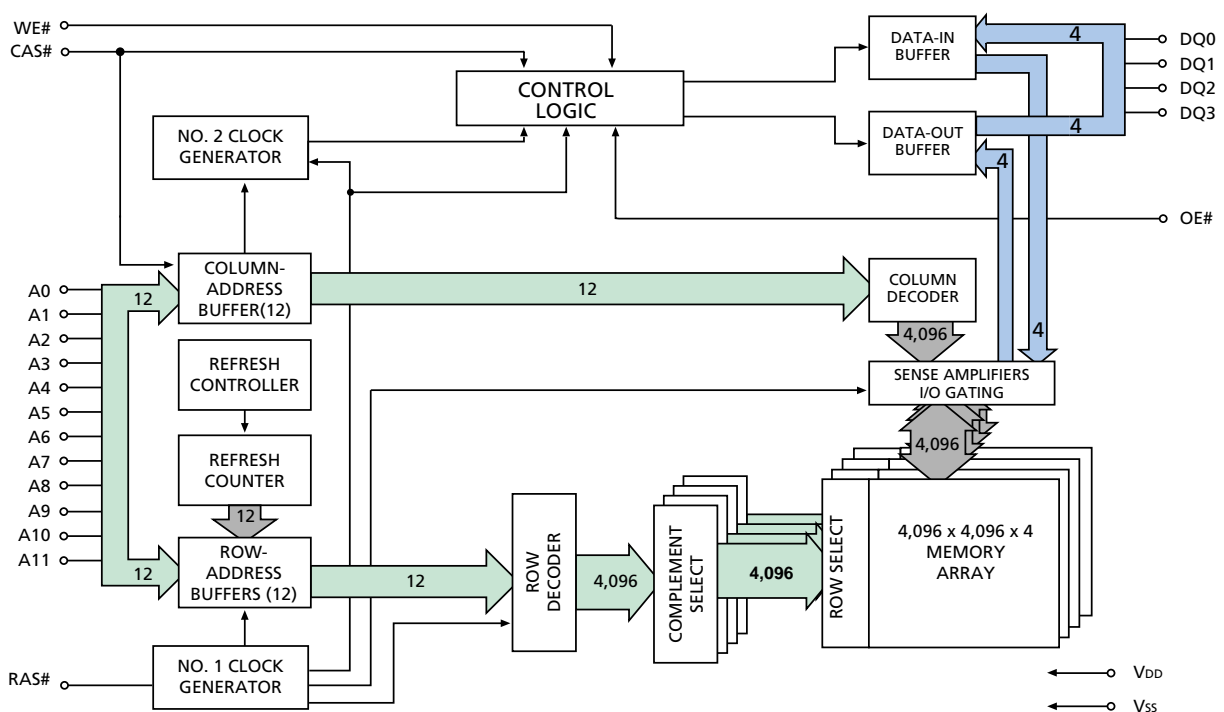 WE#
CAS#
CONTROL
LOGIC
DATA-IN
BUFFER
4
DQ0
DQ1
DQ2
DQ3
DATA-OUT
BUFFER
4
4
NO. 2 CLOCK
GENERATOR
OE#
COLUMN-
ADDRESS
BUFFER(12)
12
12
COLUMN
DECODER
4,096
4
A0
A1
A2
A3
A4
A5
A6
A7
A8
A9
A10
A11
REFRESH
CONTROLLER
REFRESH
COUNTER
12
SENSE AMPLIFIERS
I/O GATING
4,096
ROW-
ADDRESS
BUFFERS (12)
12
12
ROW
DECODER
4,096
COMPLEMENT
SELECT
4,096
ROW SELECT
4,096 x 4,096 x 4
MEMORY
ARRAY
RAS#
NO. 1 CLOCK
GENERATOR
VDD
VSS